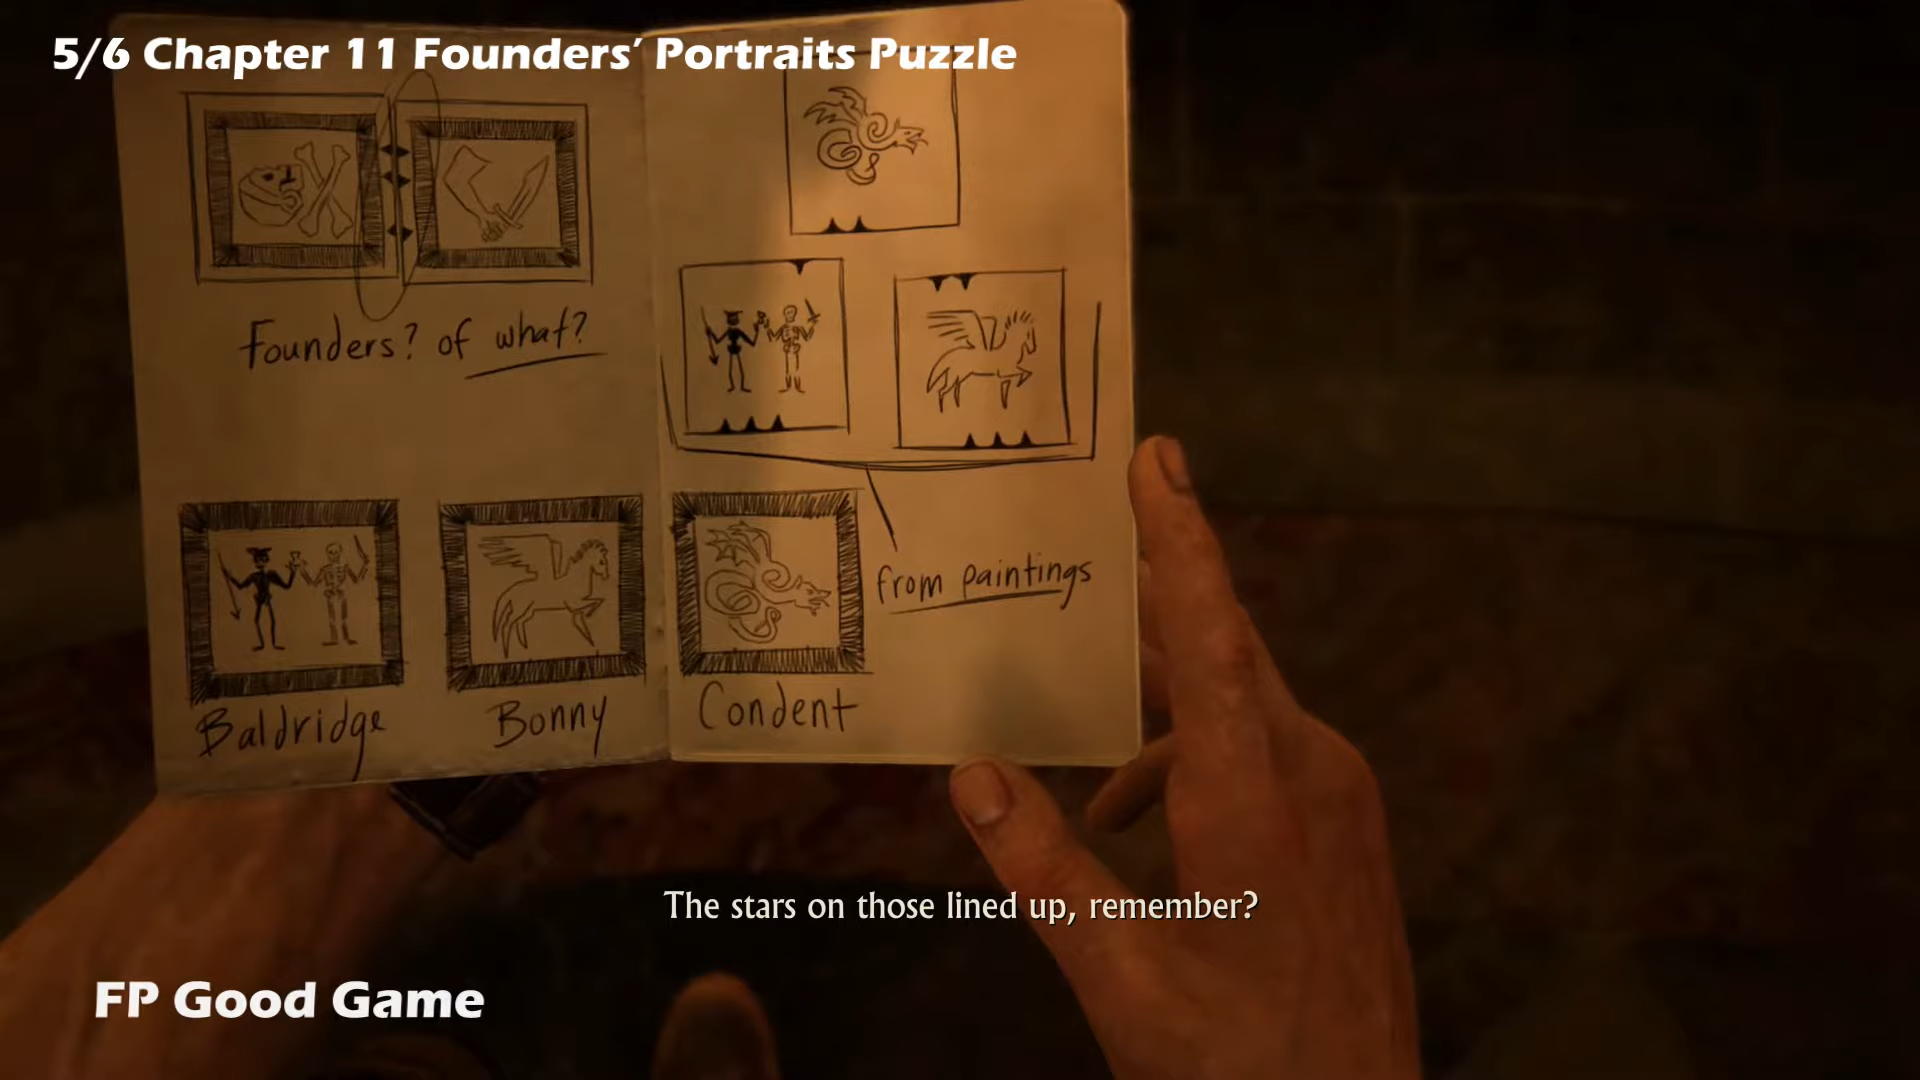 5/6 Chapter 11 Founders’ Portraits Puzzle
Founders? of what?
from paintings
Baldridge
Bonny
Condent
The stars on those lined up, remember?
FP Good Game